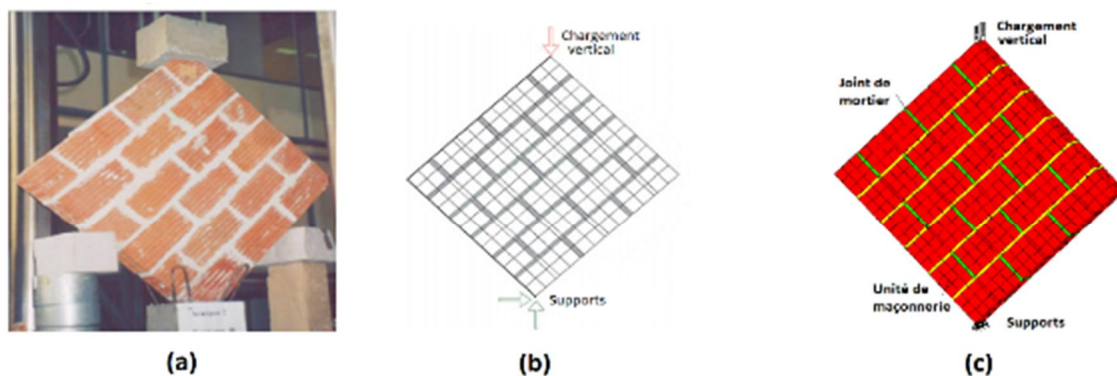 Chargement
vertical
Supports
Chargement
vertical
Joint de
mortier
Unité de
maçonnerie
Supports
(a)
(b)
(c)